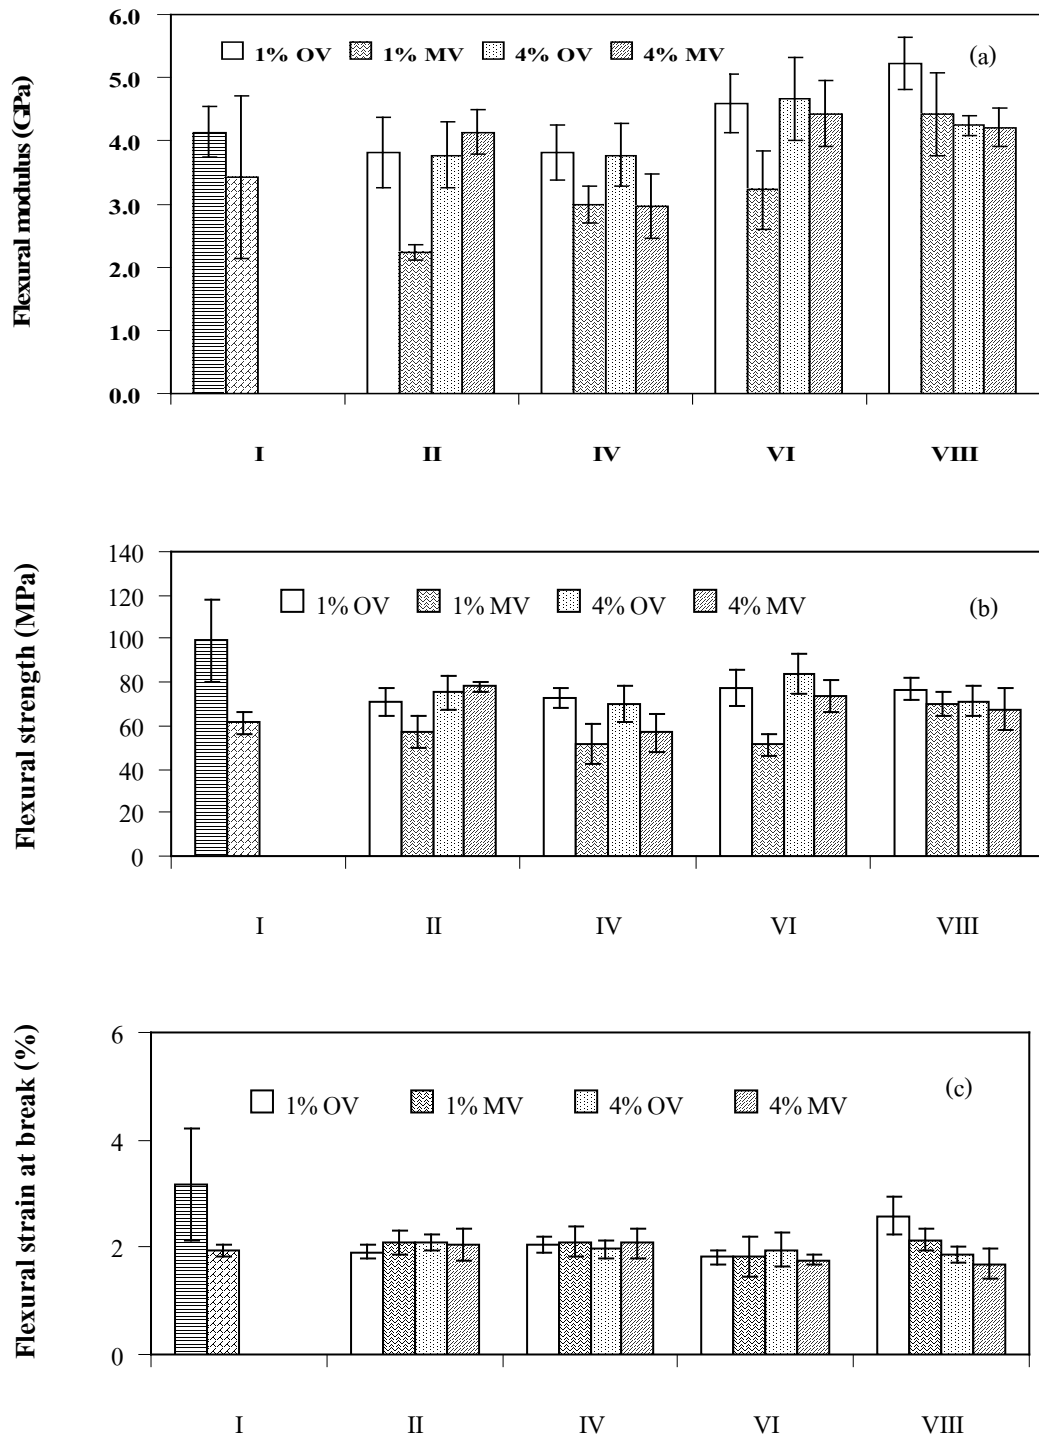 Flexural modulus (GPa)
6.0
5.0
4.0
3.0
2.0
1.0
0.0
1% OV 1% MV 4% OV 4% MV
(a)
I II IV VI VIII
Flexural strength (MPa)
140
120
100
80
60
40
20
0
1% OV 1% MV 4% OV 4% MV
(b)
I II IV VI VIII
Flexural strain at break (%)
6
4
2
0
1% OV 1% MV 4% OV 4% MV
(c)
I II IV VI VIII